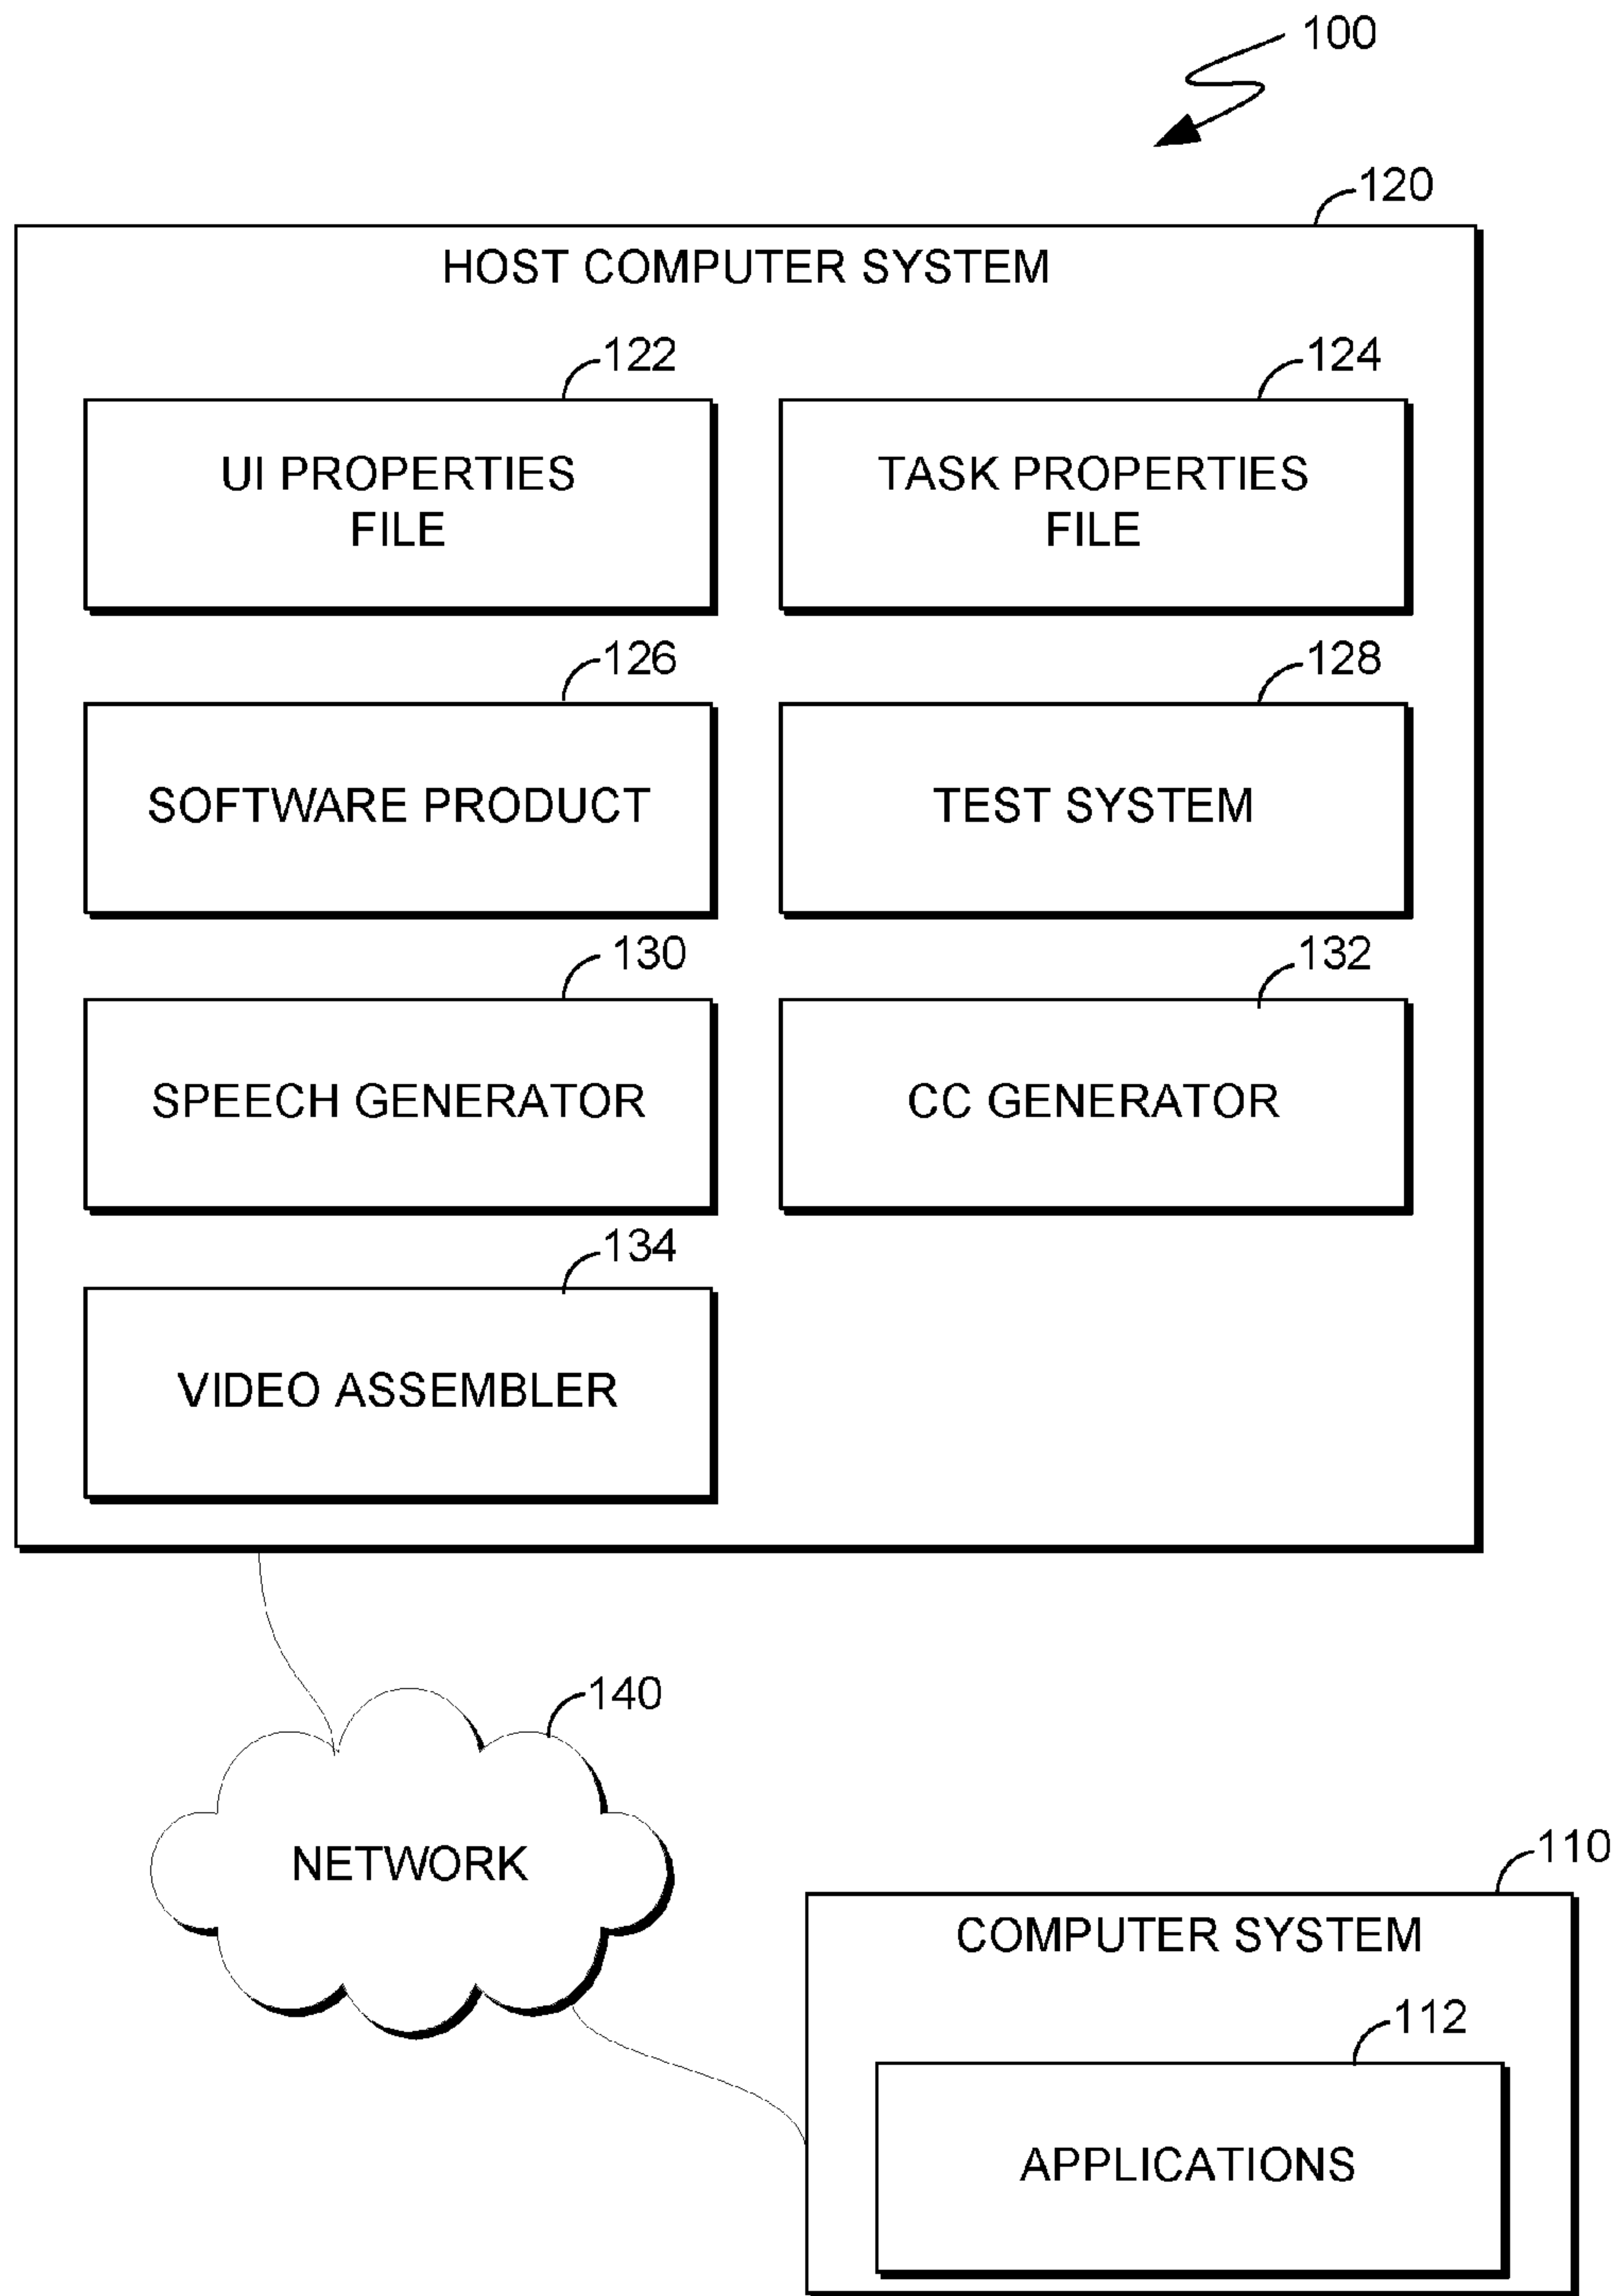 100
120
HOST COMPUTER SYSTEM
122
124
UI PROPERTIES
FILE
TASK PROPERTIES
FILE
126
128
SOFTWARE PRODUCT
TEST SYSTEM
130
132
SPEECH GENERATOR
CC GENERATOR
134
VIDEO ASSEMBLER
140
NETWORK
110
COMPUTER SYSTEM
112
APPLICATIONS